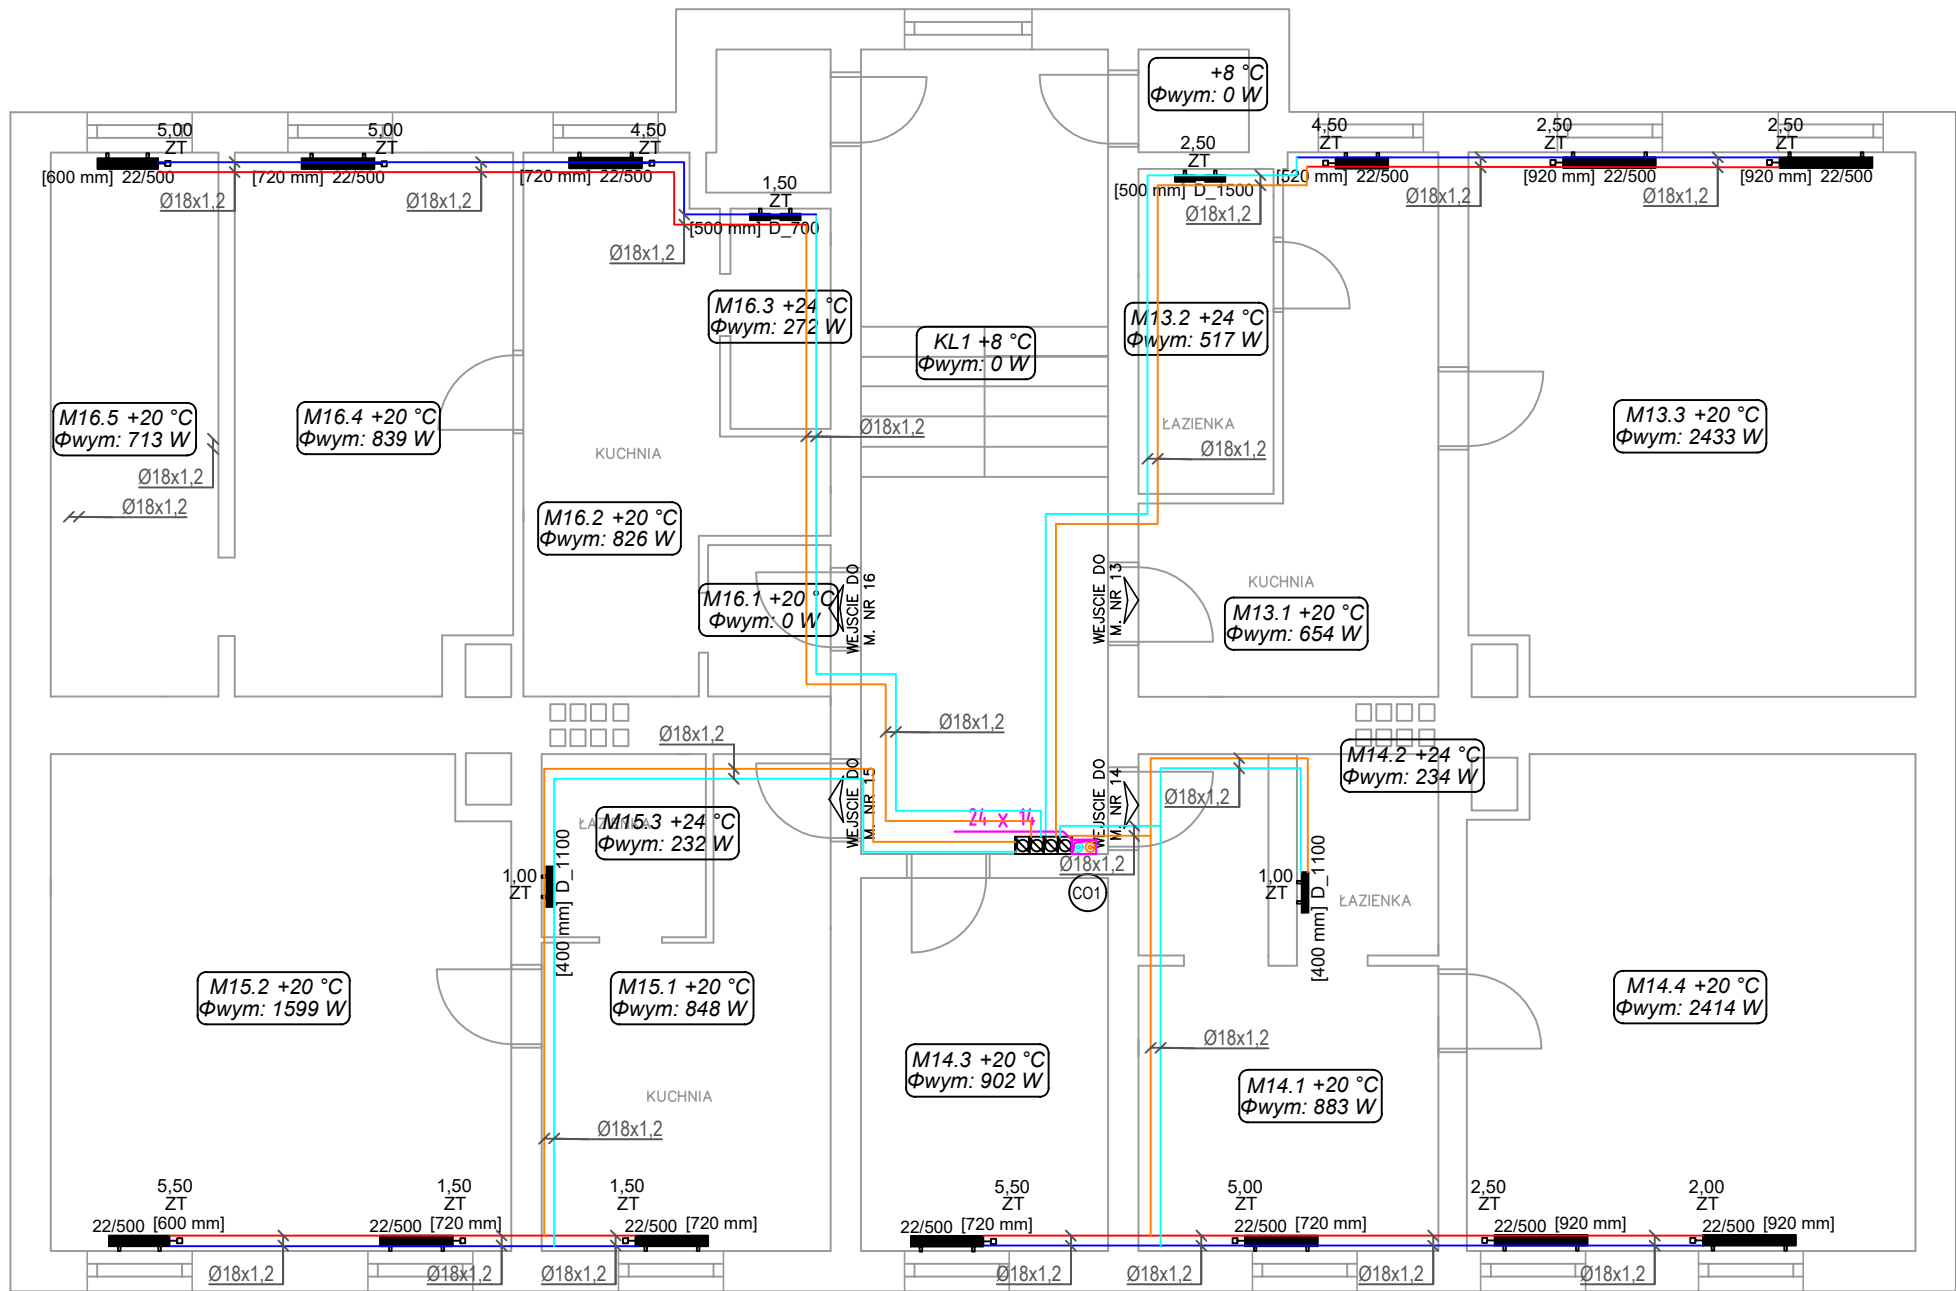 +8 °C
Φwym: 0 W
5,00
ZT
5,00
ZT
4,50
ZT
2,50
ZT
4,50
ZT
2,50
ZT
2,50
ZT
[600 mm] 22/500
[720 mm] 22/500
[720 mm] 22/500
1,50
ZT
[500 mm] D_700
[500 mm] D_1500
[520 mm] 22/500
[920 mm] 22/500
[920 mm] 22/500
Ø18x1,2
Ø18x1,2
Ø18x1,2
Ø18x1,2
Ø18x1,2
Ø18x1,2
M16.3 +24 °C
Φwym: 272 W
KL1 +8 °C
Φwym: 0 W
M13.2 +24 °C
Φwym: 517 W
M16.5 +20 °C
Φwym: 713 W
M16.4 +20 °C
Φwym: 839 W
M13.3 +20 °C
Φwym: 2433 W
Ø18x1,2
ŁAZIENKA
KUCHNIA
Ø18x1,2
Ø18x1,2
Ø18x1,2
M16.2 +20 °C
Φwym: 826 W
M16.1 +20 °C
Φwym: 0 W
WEJSCIE DO
M. NR 16
WEJSCIE DO
M. NR 13
KUCHNIA
M13.1 +20 °C
Φwym: 654 W
Ø18x1,2
Ø18x1,2
M14.2 +24 °C
Φwym: 234 W
WEJSCIE DO
M. NR 15
WEJSCIE DO
M. NR 14
Ø18x1,2
ŁAZIENKA
M15.3 +24 °C
Φwym: 232 W
24 x 14
Ø18x1,2
CO1
1,00
ZT
[400 mm] D_1100
1,00
ZT
[400 mm] D_1100
ŁAZIENKA
M15.2 +20 °C
Φwym: 1599 W
M15.1 +20 °C
Φwym: 848 W
M14.4 +20 °C
Φwym: 2414 W
M14.3 +20 °C
Φwym: 902 W
Ø18x1,2
M14.1 +20 °C
Φwym: 883 W
KUCHNIA
Ø18x1,2
5,50
ZT
1,50
ZT
1,50
ZT
5,50
ZT
5,00
ZT
2,50
ZT
2,00
ZT
22/500 [600 mm]
22/500 [720 mm]
22/500 [720 mm]
22/500 [720 mm]
22/500 [720 mm]
22/500 [920 mm]
22/500 [920 mm]
Ø18x1,2
Ø18x1,2
Ø18x1,2
Ø18x1,2
Ø18x1,2
Ø18x1,2
Ø18x1,2